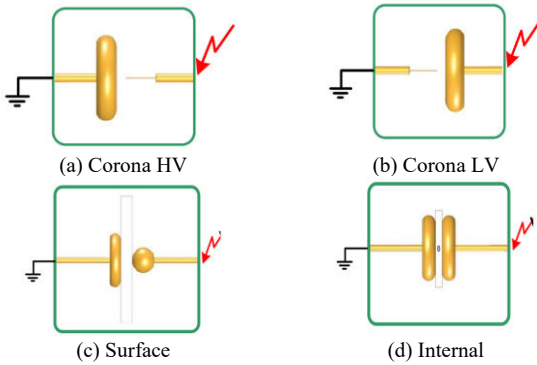 (a) Corona HV
(b) Corona LV
(c) Surface
(d) Internal